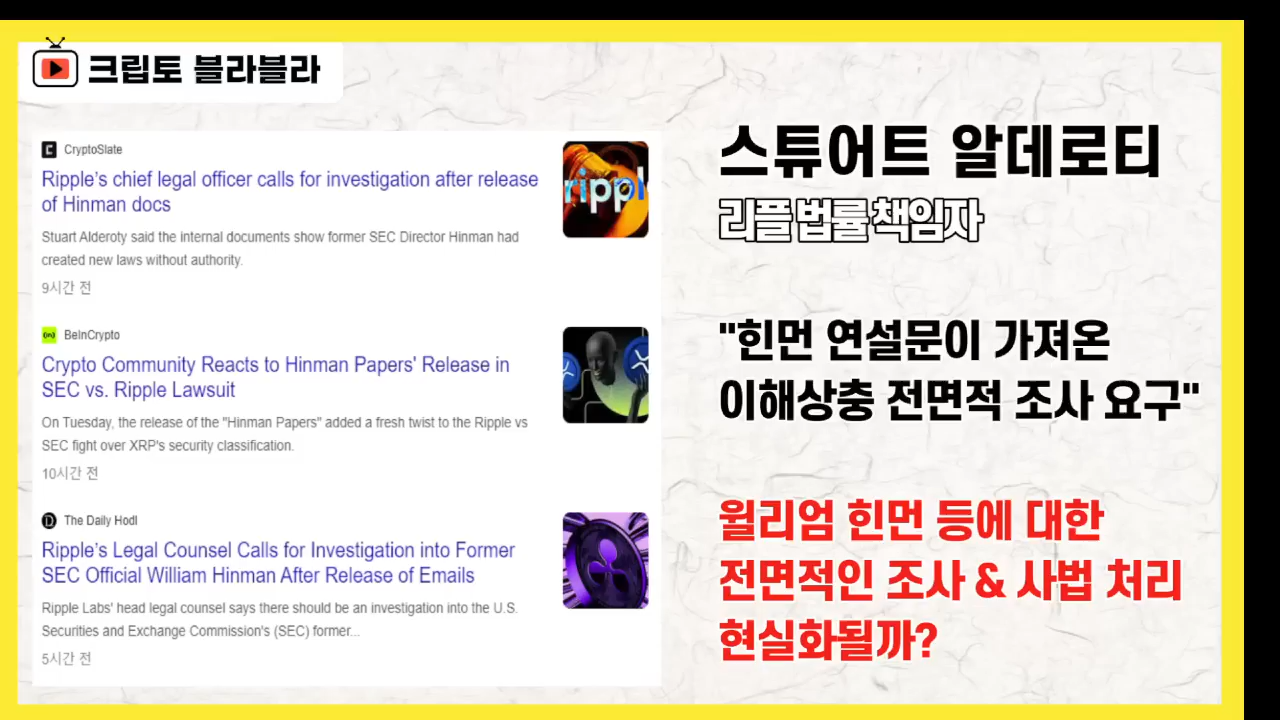 크립토 블라블라
CryptoSlate
Ripple's chief legal officer calls for investigation after release
of Hinman docs
Stuart Alderoty said the internal documents show former SEC Director Hinman had
created new laws without authority.
9시간 전
rippl
BeInCrypto
Crypto Community Reacts to Hinman Papers' Release in
SEC vs. Ripple Lawsuit
On Tuesday, the release of the "Hinman Papers" added a fresh twist to the Ripple vs
SEC fight over XRP's security classification.
10시간 전
The Daily Hodl
Ripple's Legal Counsel Calls for Investigation into Former
SEC Official William Hinman After Release of Emails
Ripple Labs' head legal counsel says there should be an investigation into the U.S.
Securities and Exchange Commission's (SEC) former...
5시간 전
스튜어트 알데로티
리플 법률 책임자
"힌먼 연설문이 가져온
이해상충 전면적 조사 요구"
윌리엄 힌먼 등에 대한
전면적인 조사 & 사법 처리
현실화될까?